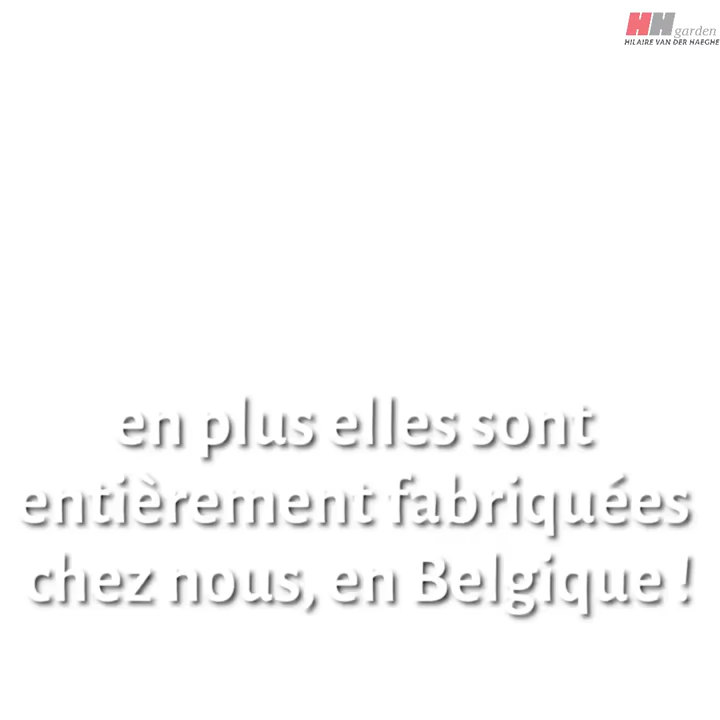 HH garden
HILAIRE VAN DER HAEGHE
en plus elles sont
entièrement fabriquées
chez nous, en Belgique !